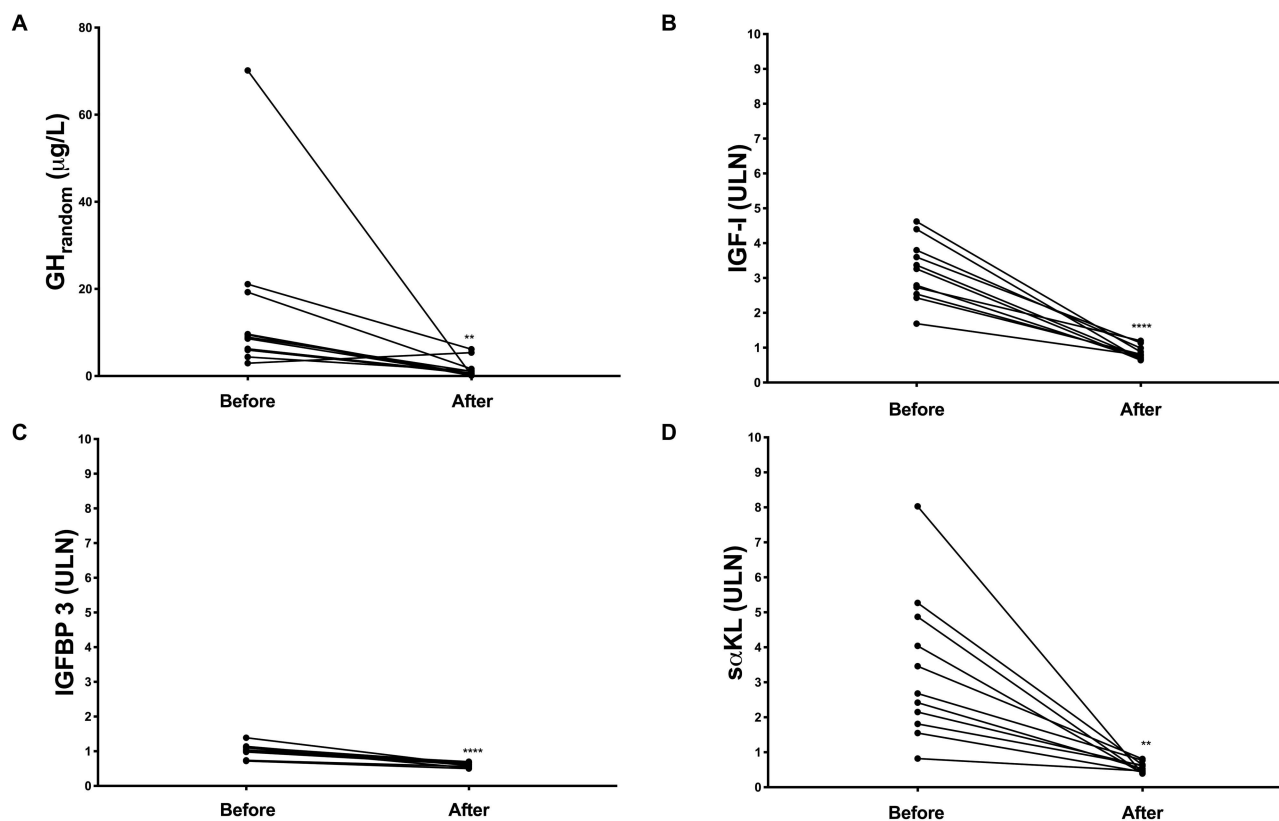 A
80
60
40
20
0
GHrandom (μg/L)
**
Before
After
B
10
9
8
7
6
5
4
3
2
1
0
IGF-I (ULN)
****
Before
After
C
10
9
8
7
6
5
4
3
2
1
0
IGFBP 3 (ULN)
****
Before
After
D
10
9
8
7
6
5
4
3
2
1
0
sαKL (ULN)
**
Before
After